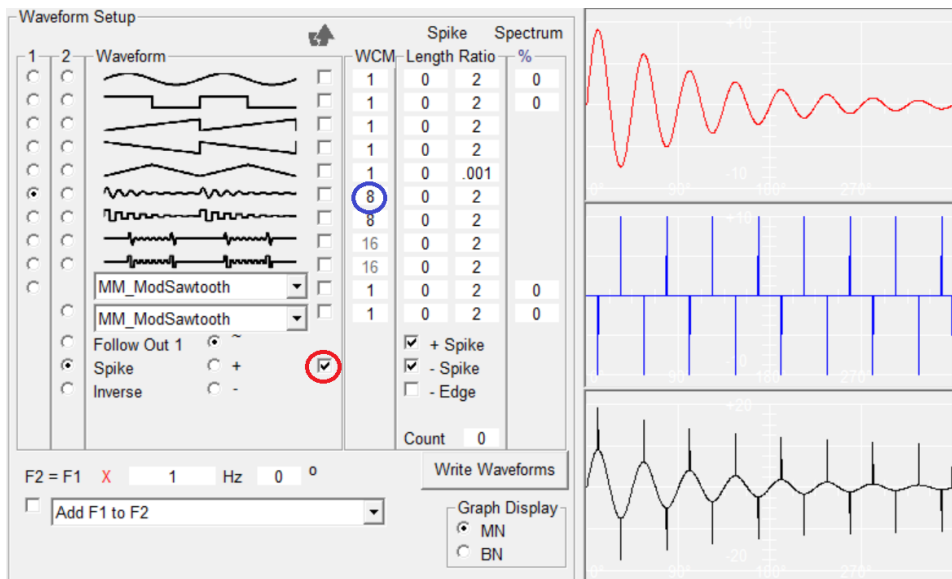 Waveform Setup
Spike Spectrum
1 2 Waveform WCM Length Ratio %
1 0 2 0
1 0 2 0
1 0 2
1 0 2
1 0 .001
8 0 2
8 0 2
16 0 2
16 0 2
MM_ModSawtooth 1 0 2 0
MM_ModSawtooth 1 0 2 0
Follow Out 1 ~ + Spike
Spike + - Spike
Inverse - - Edge
Count 0
F2 = F1 X 1 Hz 0 o
Write Waveforms
Add F1 to F2
Graph Display
MN
BN
+10
-10
0° 90° 180° 270°
+10
0 90° 180° 270°
+20
-20
0° 90° 180° 270°